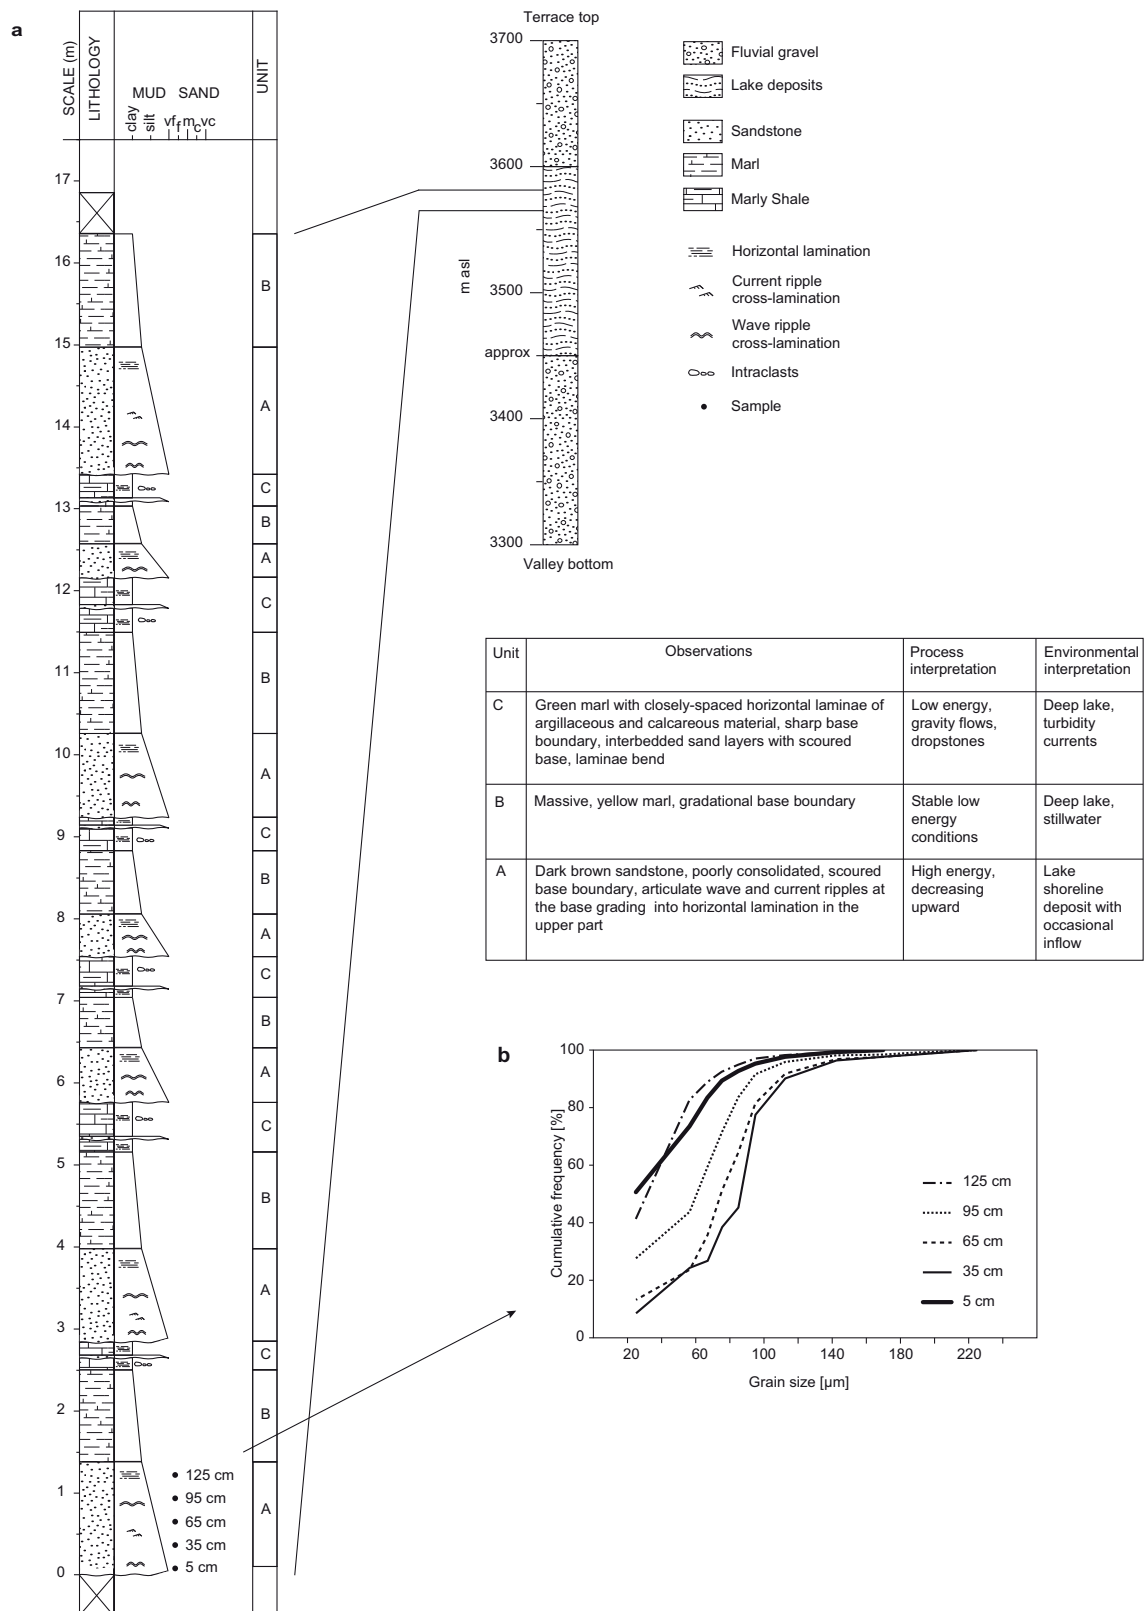 a
SCALE (m)
LITHOLOGY
MUD SAND
clay
silt
vf f m c vc
UNIT
17
16
15
14
13
12
11
10
9
8
7
6
5
4
3
2
1
0
B
A
C
B
A
C
B
A
C
B
A
C
B
A
C
B
A
C
B
A
125 cm
95 cm
65 cm
35 cm
5 cm
Terrace top
3700
3600
3500
approx
3400
3300
m asl
Valley bottom
Fluvial gravel
Lake deposits
Sandstone
Marl
Marly Shale
Horizontal lamination
Current ripple
cross-lamination
Wave ripple
cross-lamination
Intraclasts
Sample
Unit
Observations
Process
interpretation
Environmental
interpretation
C
Green marl with closely-spaced horizontal laminae of
argillaceous and calcareous material, sharp base
boundary, interbedded sand layers with scoured
base, laminae bend
Low energy,
gravity flows,
dropstones
Deep lake,
turbidity
currents
B
Massive, yellow marl, gradational base boundary
Stable low
energy
conditions
Deep lake,
stillwater
A
Dark brown sandstone, poorly consolidated, scoured
base boundary, articulate wave and current ripples at
the base grading into horizontal lamination in the
upper part
High energy,
decreasing
upward
Lake
shoreline
deposit with
occasional
inflow
b
Cumulative frequency [%]
100
80
60
40
20
0
20 60 100 140 180 220
Grain size [µm]
125 cm
95 cm
65 cm
35 cm
5 cm